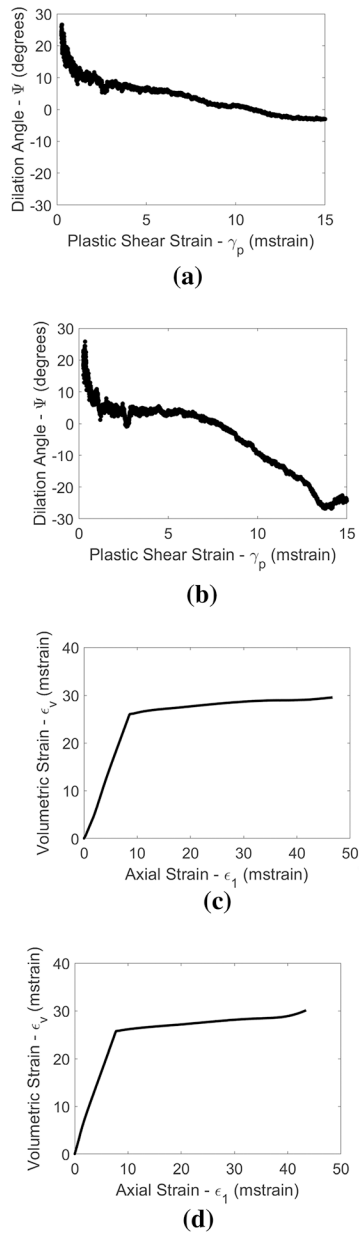 30
20
10
0
-10
-20
-30
Dilation Angle - Ψ (degrees)
0 5 10 15
Plastic Shear Strain - γp (mstrain)
(a)
30
20
10
0
-10
-20
-30
Dilation Angle - Ψ (degrees)
0 5 10 15
Plastic Shear Strain - γp (mstrain)
(b)
40
30
20
10
0
Volumetric Strain - ϵv (mstrain)
0 10 20 30 40 50
Axial Strain - ϵ1 (mstrain)
(c)
40
30
20
10
0
Volumetric Strain - ϵv (mstrain)
0 10 20 30 40 50
Axial Strain - ϵ1 (mstrain)
(d)